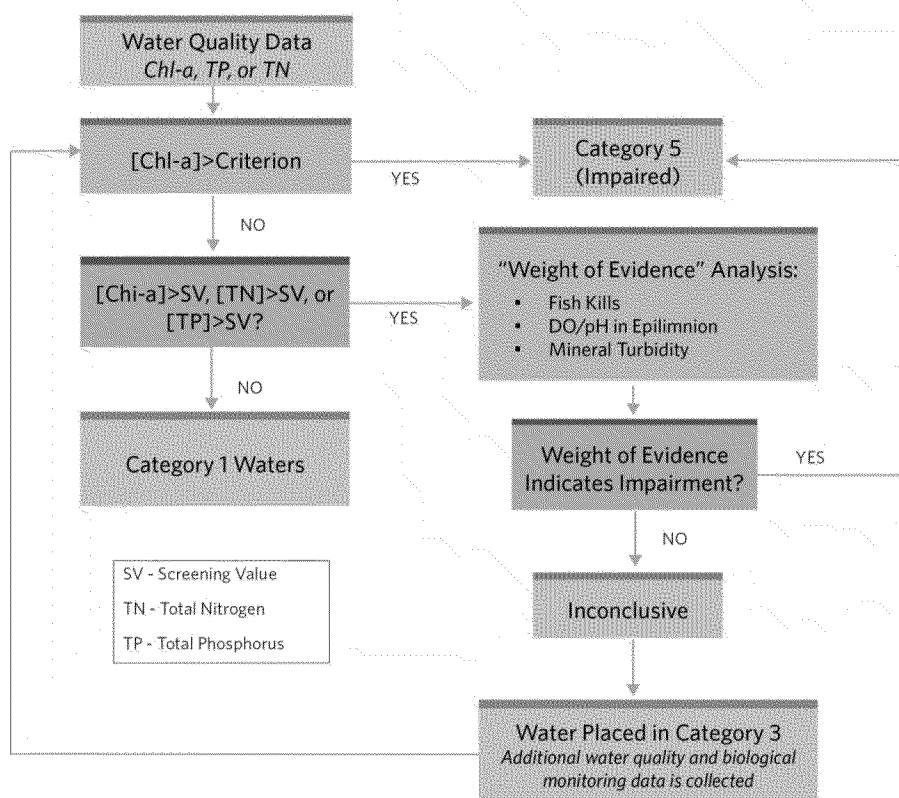 Water Quality Data
Chl-a, TP, or TN
[Chl-a]>Criterion
YES
Category 5
(Impaired)
NO
[Chi-a]>SV, [TN]>SV, or
[TP]>SV?
YES
"Weight of Evidence" Analysis:
▪ Fish Kills
▪ DO/pH in Epilimnion
▪ Mineral Turbidity
NO
Category 1 Waters
Weight of Evidence
Indicates Impairment?
YES
NO
SV - Screening Value
TN - Total Nitrogen
TP - Total Phosphorus
Inconclusive
Water Placed in Category 3
Additional water quality and biological
monitoring data is collected